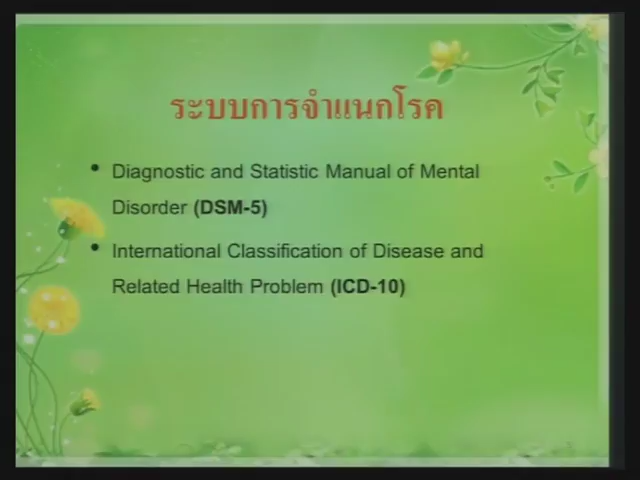 ระบบการจำแนกโรค
• Diagnostic and Statistic Manual of Mental
Disorder (DSM-5)
• International Classification of Disease and
Related Health Problem (ICD-10)